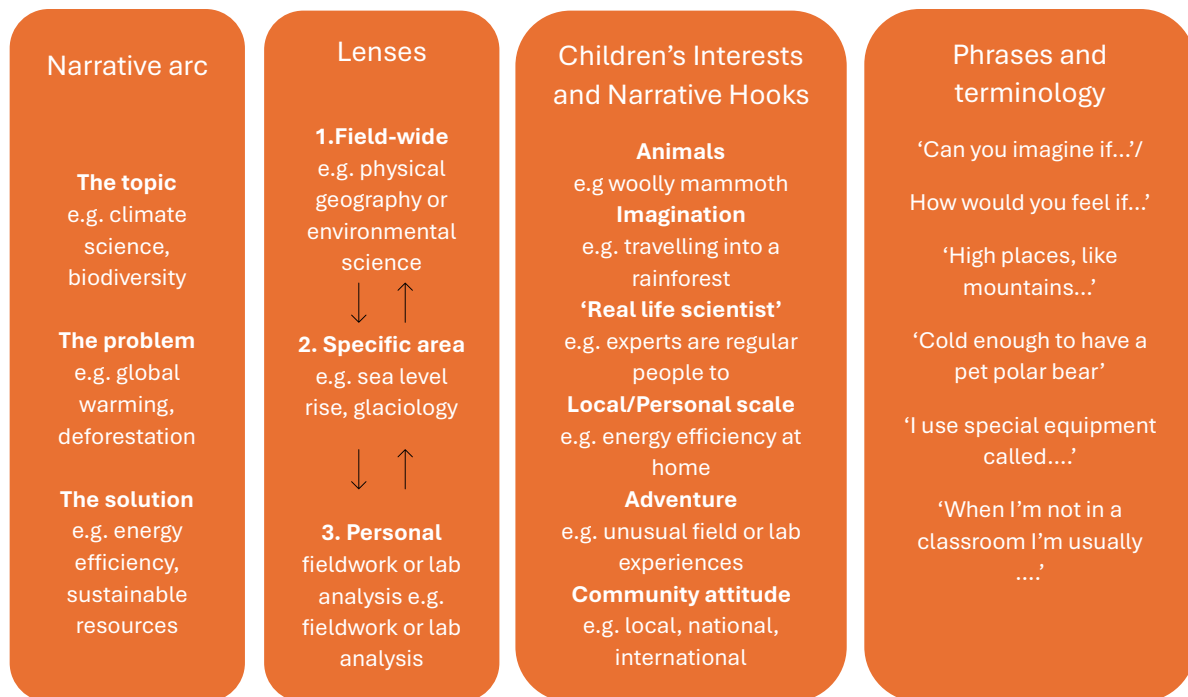 Narrative arc
The topic
e.g. climate
science,
biodiversity
The problem
e.g. global
warming,
deforestation
The solution
e.g. energy
efficiency,
sustainable
resources
Lenses
1.Field-wide
e.g. physical
geography or
environmental
science
2. Specific area
e.g. sea level
rise, glaciology
3. Personal
fieldwork or lab
analysis e.g.
fieldwork or lab
analysis
Children’s Interests
and Narrative Hooks
Animals
e.g woolly mammoth
Imagination
e.g. travelling into a
rainforest
‘Real life scientist’
e.g. experts are regular
people to
Local/Personal scale
e.g. energy efficiency at
home
Adventure
e.g. unusual field or lab
experiences
Community attitude
e.g. local, national,
international
Phrases and
terminology
‘Can you imagine if...’/
How would you feel if...’
‘High places, like
mountains...’
‘Cold enough to have a
pet polar bear’
‘I use special equipment
called....’
‘When I’m not in a
classroom I’m usually
....’